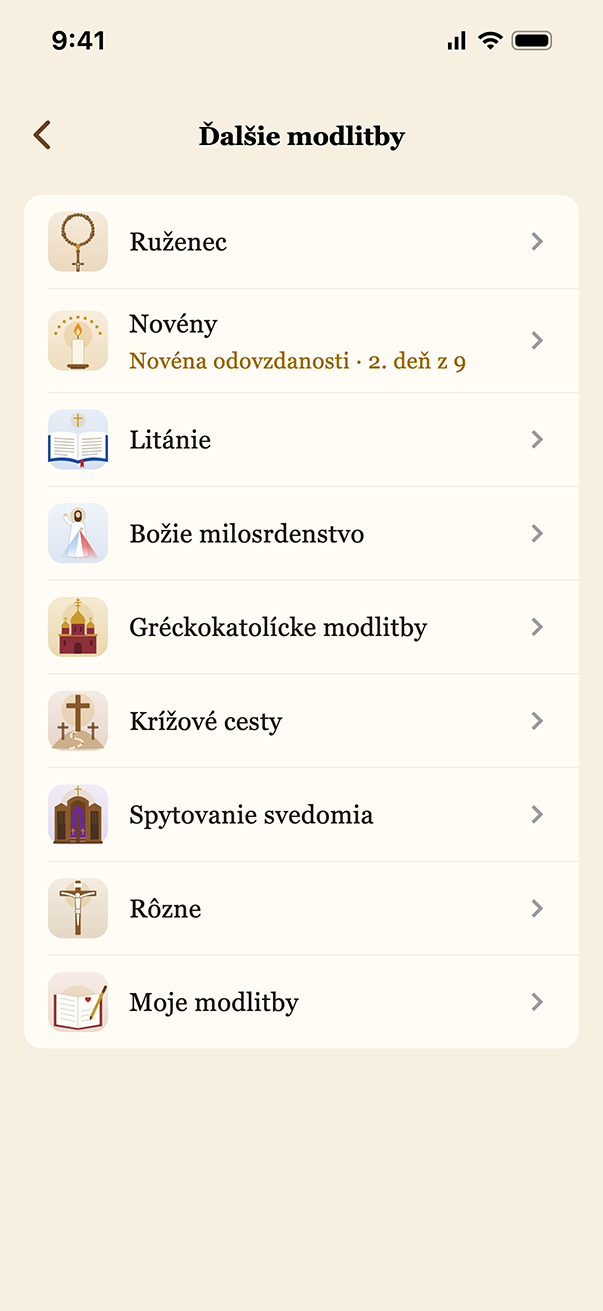 9:41
Ďalšie modlitby
Ruženec
Novény
Novéna odovzdanosti · 2. deň z 9
Litánie
Božie milosrdenstvo
Gréckokatolícke modlitby
Krížové cesty
Spytovanie svedomia
Rôzne
Moje modlitby